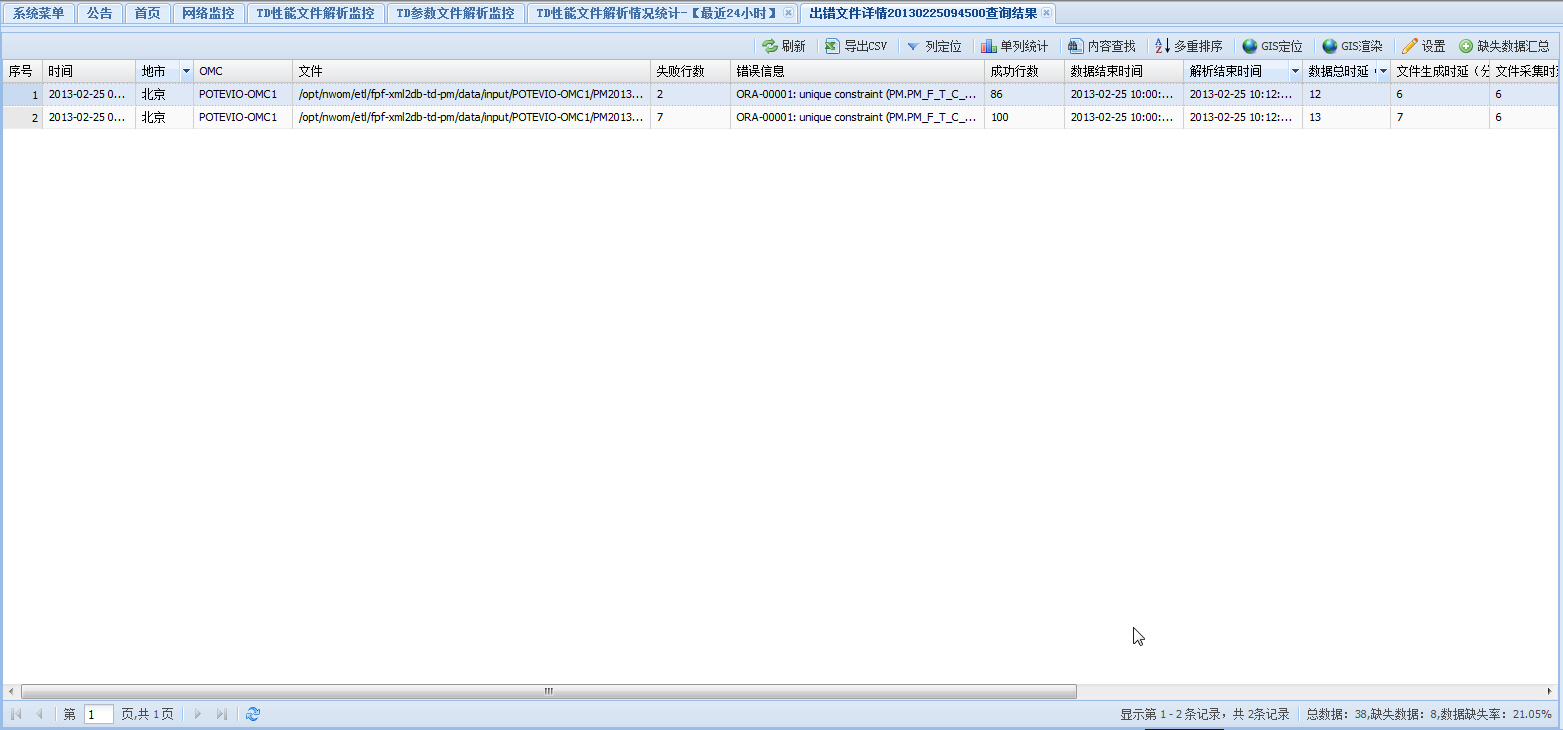 系统菜单 公告 首页 网络监控 TD性能文件解析监控 TD参数文件解析监控 TD性能文件解析情况统计-【最近24小时】 出错文件详情20130225094500查询结果
刷新 导出CSV 列定位 单列统计 内容查找 多重排序 GIS定位 GIS渲染 设置 缺失数据汇总
序号 时间 地市 OMC 文件 失败行数 错误信息 成功行数 数据结束时间 解析结束时间 数据总时延 文件生成时延（分 文件采集时延
1 2013-02-25 0... 北京 POTEVIO-OMC1 /opt/nwom/etl/fpf-xml2db-td-pm/data/input/POTEVIO-OMC1/PM2013... 2 ORA-00001: unique constraint (PM.PM_F_T_C_... 86 2013-02-25 10:00:... 2013-02-25 10:12:... 12 6 6
2 2013-02-25 0... 北京 POTEVIO-OMC1 /opt/nwom/etl/fpf-xml2db-td-pm/data/input/POTEVIO-OMC1/PM2013... 7 ORA-00001: unique constraint (PM.PM_F_T_C_... 100 2013-02-25 10:00:... 2013-02-25 10:12:... 13 7 6
第 1 页,共 1 页 显示第 1 - 2 条记录，共 2条记录 总数据：38,缺失数据：8,数据缺失率：21.05%